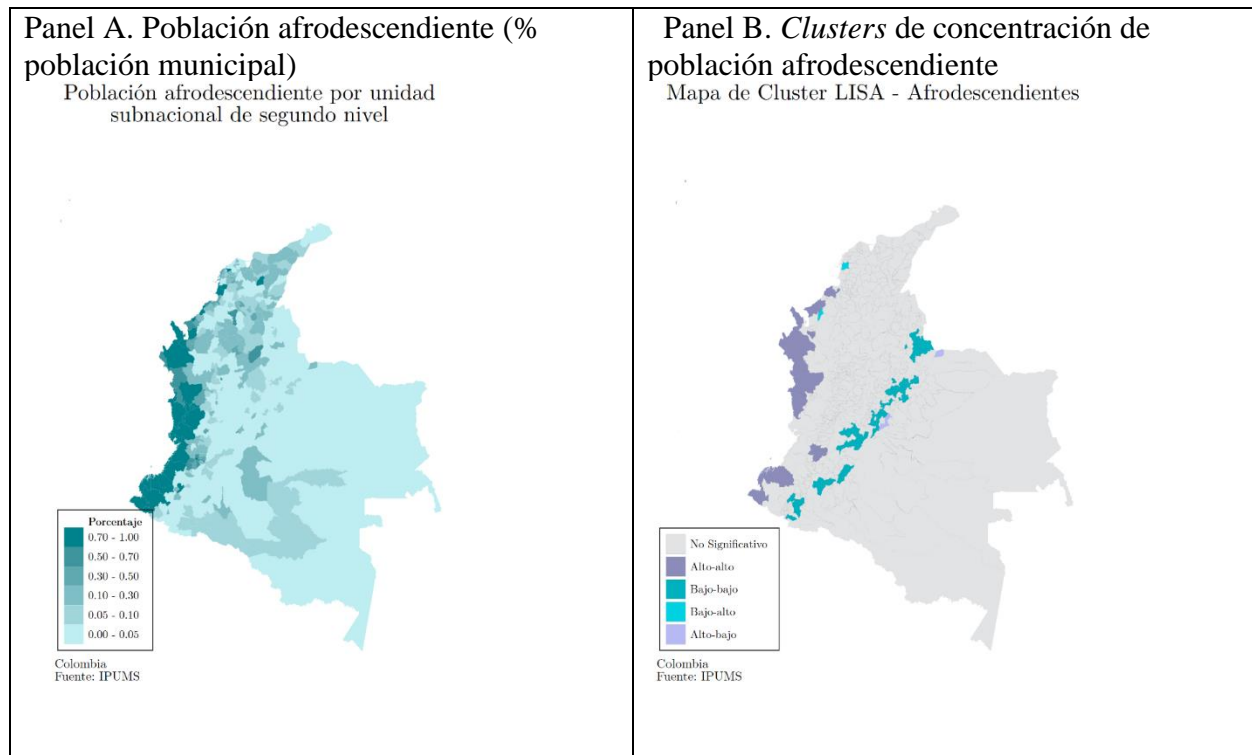 Panel A. Población afrodescendiente (%
población municipal)
Población afrodescendiente por unidad
subnacional de segundo nivel
Porcentaje
0.70 - 1.00
0.50 - 0.70
0.30 - 0.50
0.10 - 0.30
0.05 - 0.10
0.00 - 0.05
Colombia
Fuente: IPUMS
Panel B. Clusters de concentración de
población afrodescendiente
Mapa de Cluster LISA - Afrodescendientes
No Significativo
Alto-alto
Bajo-bajo
Bajo-alto
Alto-bajo
Colombia
Fuente: IPUMS